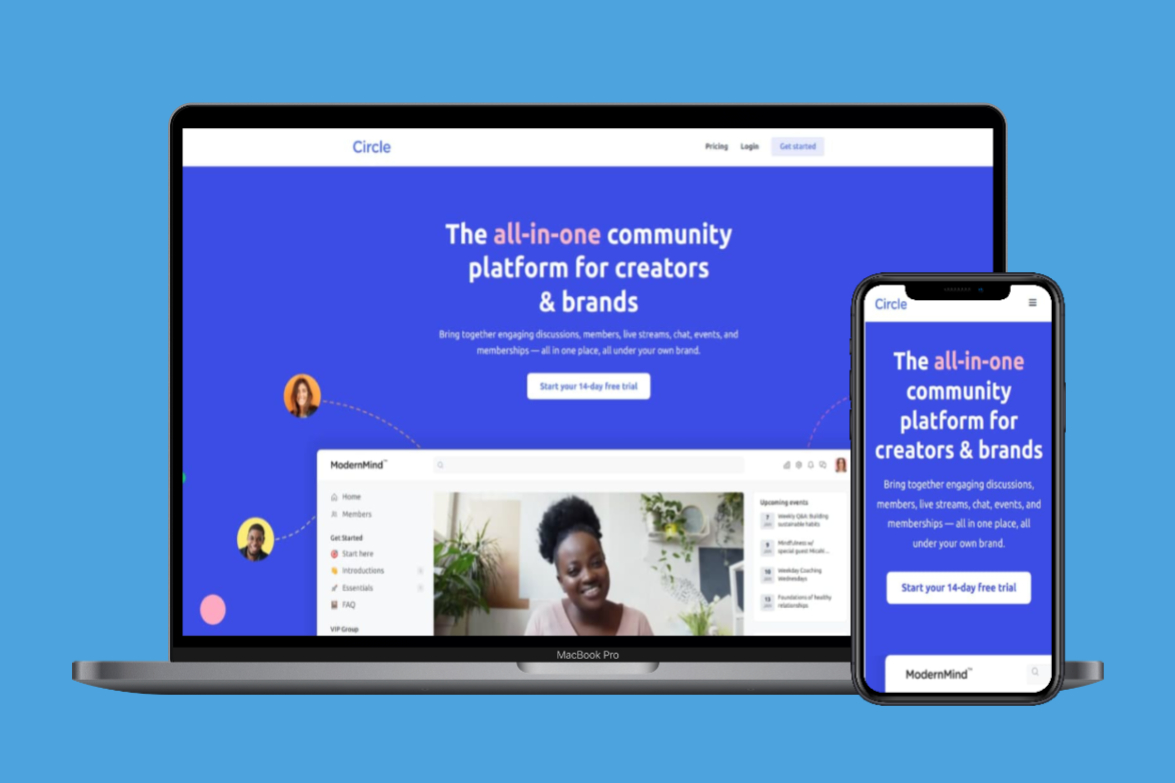 Circle
Pricing Login Get started
The all-in-one community
platform for creators
& brands
Bring together engaging discussions, members, live streams, chat, events, and
memberships — all in one place, all under your own brand.
Start your 14-day free trial
ModernMind™
Home
Members
Get Started
Start here
Introductions
Essentials
FAQ
VIP Group
Upcoming events
Weekly Q&A: Building
sustainable habits
Mindfulness w/
special guest
Weekday Coaching
Wednesdays
Foundations of healthy
relationships
MacBook Pro
Circle
The all-in-one
community
platform for
creators & brands
Bring together engaging discussions,
members, live streams, chat, events, and
memberships — all in one place, all
under your own brand.
Start your 14-day free trial
ModernMind™